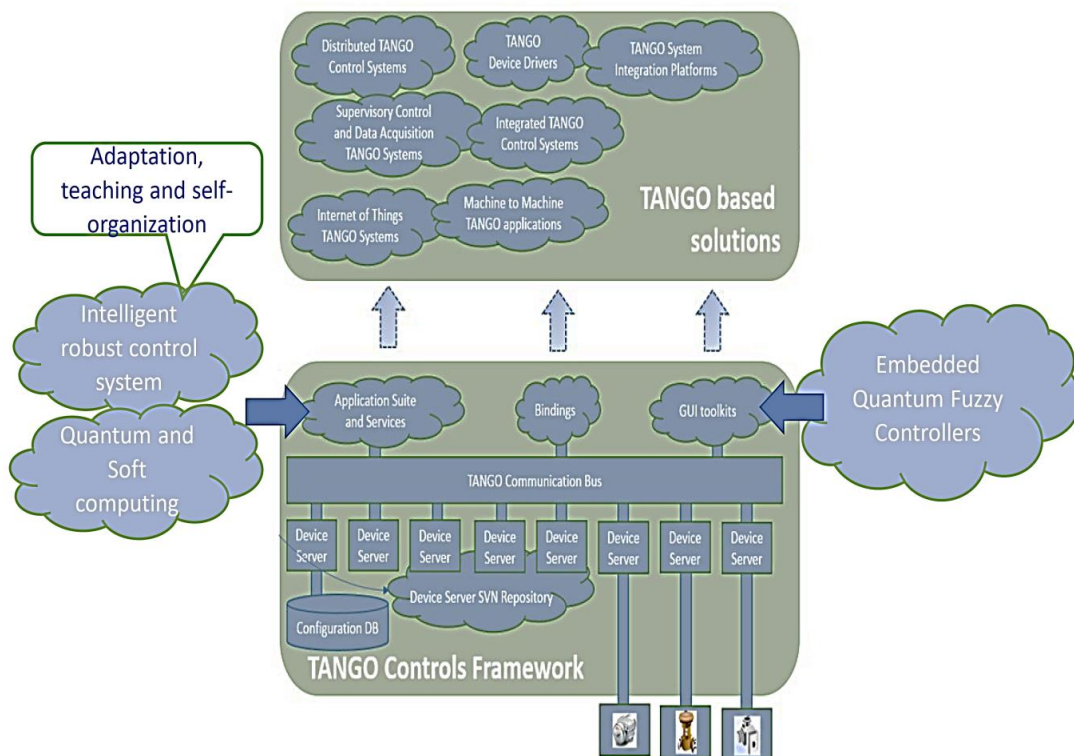 Distributed TANGO
Control Systems
TANGO
Device Drivers
TANGO System
Integration Platforms
Supervisory Control
and Data Acquisition
TANGO Systems
Integrated TANGO
Control Systems
Internet of Things
TANGO Systems
Machine to Machine
TANGO applications
TANGO based
solutions
Adaptation,
teaching and self-
organization
Intelligent
robust control
system
Quantum and
Soft
computing
Application Suite
and Services
Bindings
GUI toolkits
Embedded
Quantum Fuzzy
Controllers
TANGO Communication Bus
Device
Server
Device
Server
Device
Server
Device
Server
Device
Server
Device
Server
Device
Server
Device
Server
Device Server SVN Repository
Configuration DB
TANGO Controls Framework